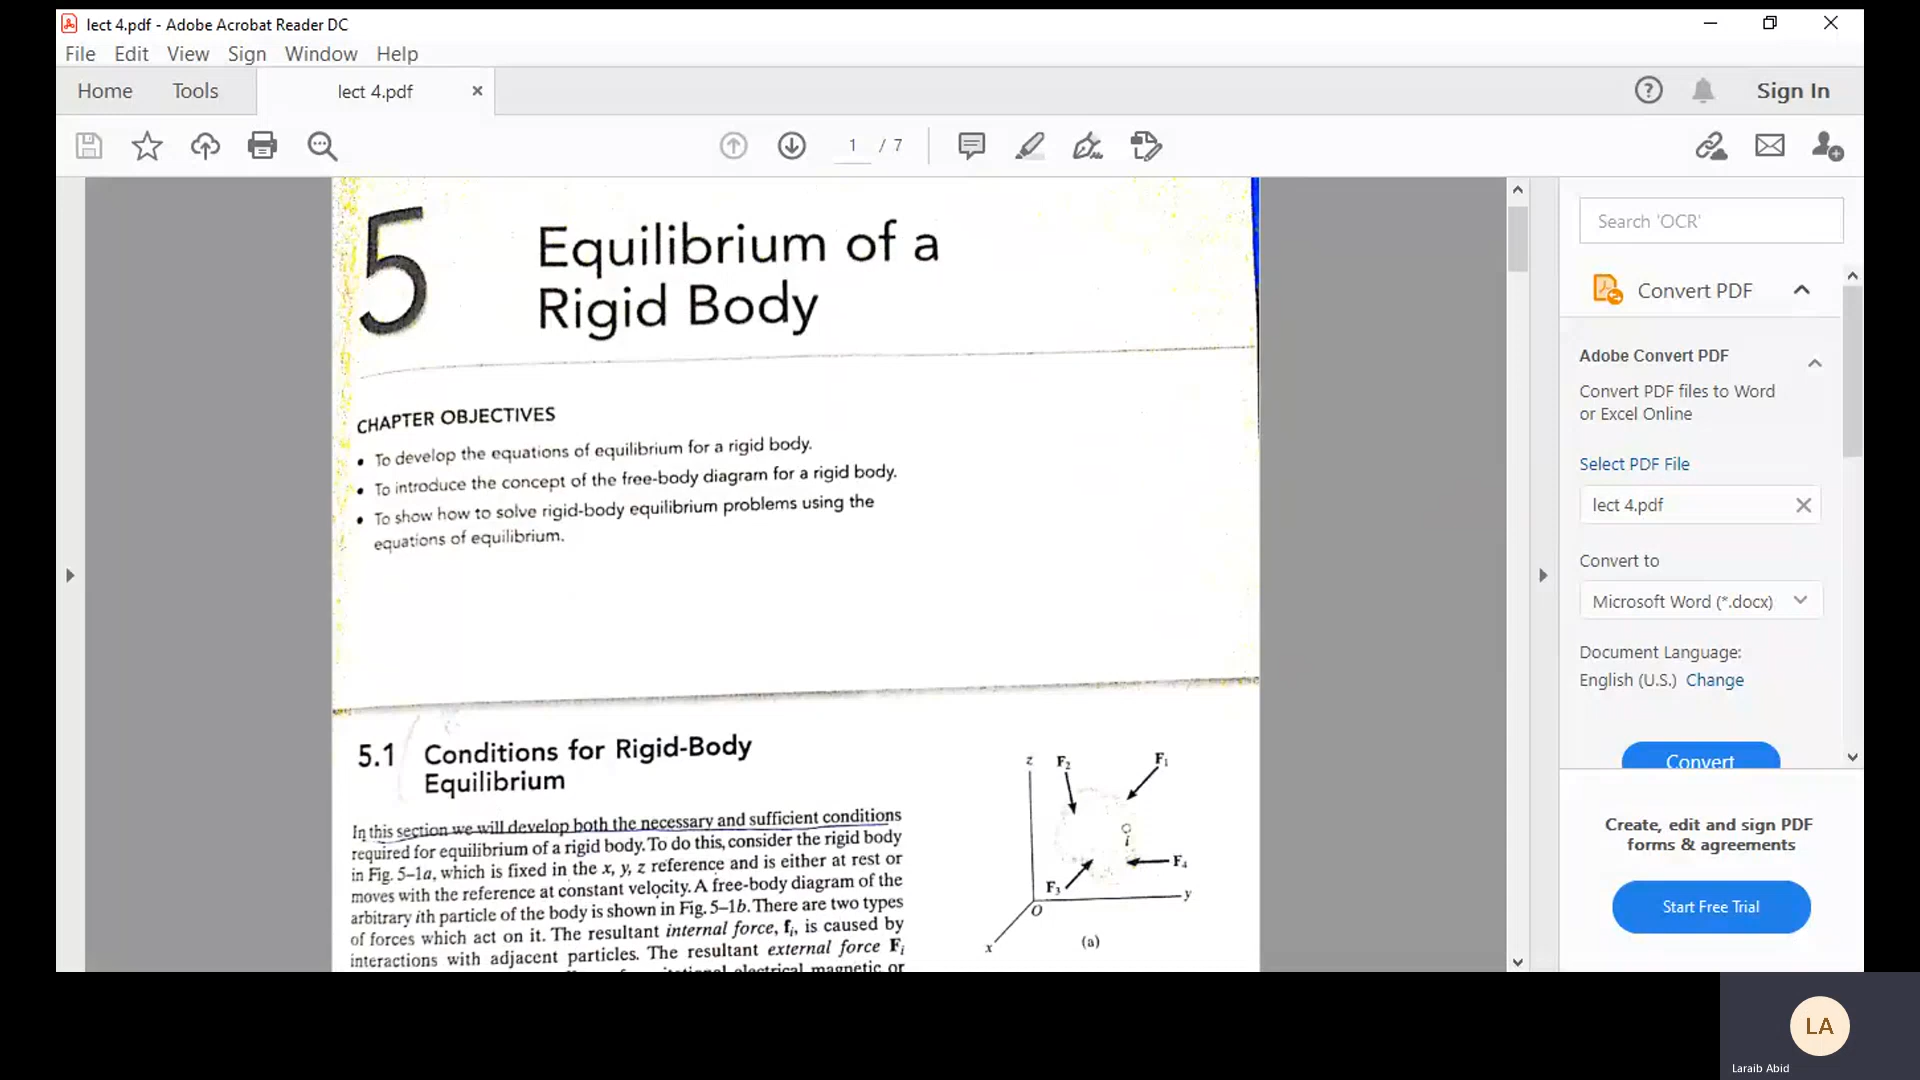 lect 4.pdf - Adobe Acrobat Reader DC
File Edit View Sign Window Help
Home Tools lect 4.pdf × Sign In
1 / 7
5 Equilibrium of a
Rigid Body
CHAPTER OBJECTIVES
• To develop the equations of equilibrium for a rigid body.
• To introduce the concept of the free-body diagram for a rigid body.
• To show how to solve rigid-body equilibrium problems using the
equations of equilibrium.
5.1 Conditions for Rigid-Body
Equilibrium
In this section we will develop both the necessary and sufficient conditions
required for equilibrium of a rigid body. To do this, consider the rigid body
in Fig. 5–1a, which is fixed in the x, y, z reference and is either at rest or
moves with the reference at constant velocity. A free-body diagram of the
arbitrary ith particle of the body is shown in Fig. 5–1b. There are two types
of forces which act on it. The resultant internal force, fi, is caused by
interactions with adjacent particles. The resultant external force Fi
electrical magnetic or
z F2 F1
i
F3 F4
O y
x
(a)
Search 'OCR'
Convert PDF
Adobe Convert PDF
Convert PDF files to Word
or Excel Online
Select PDF File
lect 4.pdf
Convert to
Microsoft Word (*.docx)
Document Language:
English (U.S.) Change
Convert
Create, edit and sign PDF
forms & agreements
Start Free Trial
LA
Laraib Abid